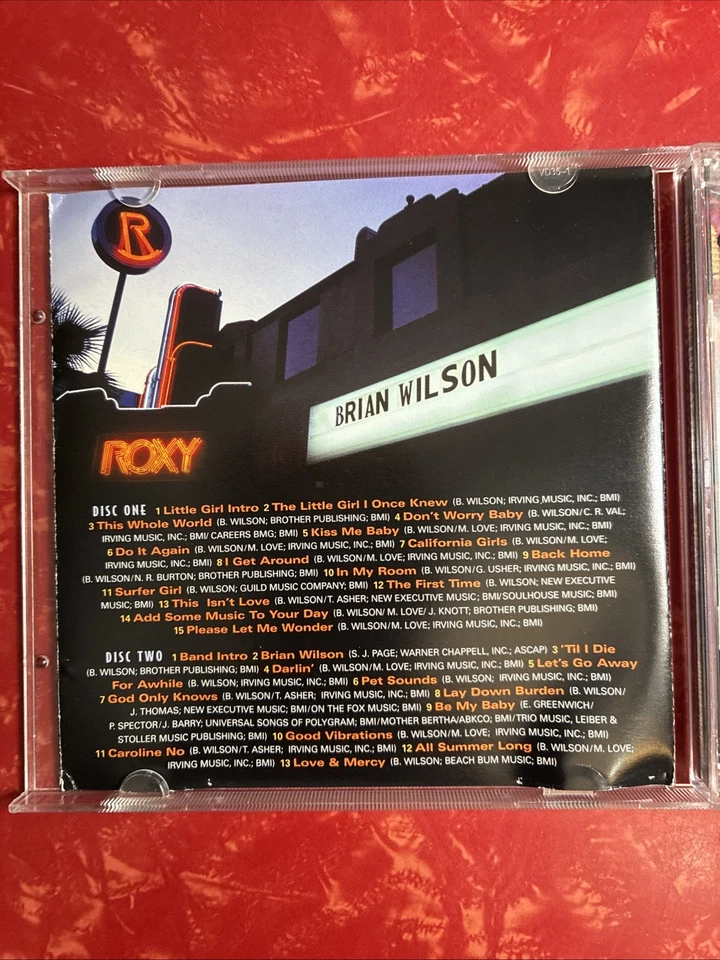 VD35-1
R
BRIAN WILSON
ROXY
DISC ONE 1 Little Girl Intro 2 The Little Girl I Once Knew (B. WILSON; IRVING MUSIC, INC.; BMI)
3 This Whole World (B. WILSON; BROTHER PUBLISHING; BMI) 4 Don't Worry Baby (B. WILSON/C. R. VAL;
IRVING MUSIC, INC.; BMI/ CAREERS BMG; BMI) 5 Kiss Me Baby (B. WILSON/M. LOVE; IRVING MUSIC, INC.; BMI)
6 Do It Again (B. WILSON/M. LOVE; IRVING MUSIC, INC.; BMI) 7 California Girls (B. WILSON/M. LOVE;
IRVING MUSIC, INC.; BMI) 8 I Get Around (B. WILSON/M. LOVE; IRVING MUSIC, INC.; BMI) 9 Back Home
(B. WILSON/N. R. BURTON; BROTHER PUBLISHING; BMI) 10 In My Room (B. WILSON/G. USHER; IRVING MUSIC, INC.; BMI)
11 Surfer Girl (B. WILSON; GUILD MUSIC COMPANY; BMI) 12 The First Time (B. WILSON; NEW EXECUTIVE
MUSIC; BMI) 13 This Isn't Love (B. WILSON/T. ASHER; NEW EXECUTIVE MUSIC; BMI/SOULHOUSE MUSIC; BMI)
14 Add Some Music To Your Day (B. WILSON/M. LOVE/ J. KNOTT; BROTHER PUBLISHING; BMI)
15 Please Let Me Wonder (B. WILSON/M. LOVE; IRVING MUSIC, INC.; BMI)
DISC TWO 1 Band Intro 2 Brian Wilson (S. J. PAGE; WARNER CHAPPELL, INC.; ASCAP) 3 'Til I Die
(B. WILSON; BROTHER PUBLISHING; BMI) 4 Darlin' (B. WILSON/M. LOVE; IRVING MUSIC, INC.; BMI) 5 Let's Go Away
For Awhile (B. WILSON; IRVING MUSIC, INC.; BMI) 6 Pet Sounds (B. WILSON; IRVING MUSIC, INC.; BMI)
7 God Only Knows (B. WILSON/T. ASHER; IRVING MUSIC, INC.; BMI) 8 Lay Down Burden (B. WILSON/
J. THOMAS; NEW EXECUTIVE MUSIC; BMI/ON THE FOX MUSIC; BMI) 9 Be My Baby (E. GREENWICH/
P. SPECTOR/J. BARRY; UNIVERSAL SONGS OF POLYGRAM; BMI/MOTHER BERTHA/ABKCO; BMI/TRIO MUSIC, LEIBER &
STOLLER MUSIC PUBLISHING; BMI) 10 Good Vibrations (B. WILSON/M. LOVE; IRVING MUSIC, INC.; BMI)
11 Caroline No (B. WILSON/T. ASHER; IRVING MUSIC, INC.; BMI) 12 All Summer Long (B. WILSON/M. LOVE;
IRVING MUSIC, INC.; BMI) 13 Love & Mercy (B. WILSON; BEACH BUM MUSIC; BMI)